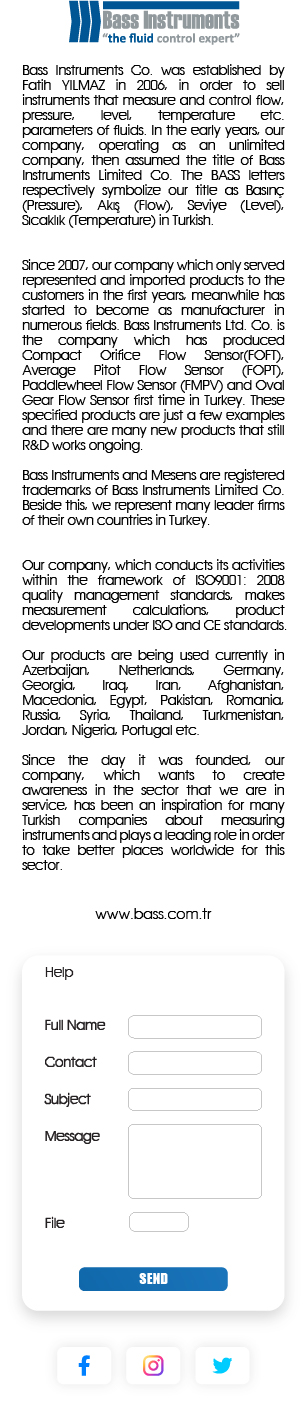 Bass Instruments
“the fluid control expert”
Bass Instruments Co. was established by
Fatih YILMAZ in 2006, in order to sell
instruments that measure and control flow,
pressure, level, temperature etc.
parameters of fluids. In the early years, our
company, operating as an unlimited
company, then assumed the title of Bass
Instruments Limited Co. The BASS letters
respectively symbolize our title as Basınç
(Pressure), Akış (Flow), Seviye (Level),
Sıcaklık (Temperature) in Turkish.
Since 2007, our company which only served
represented and imported products to the
customers in the first years, meanwhile has
started to become as manufacturer in
numerous fields. Bass Instruments Ltd. Co. is
the company which has produced
Compact Orifice Flow Sensor(FOFT),
Average Pitot Flow Sensor (FOPT),
Paddlewheel Flow Sensor (FMPV) and Oval
Gear Flow Sensor first time in Turkey. These
specified products are just a few examples
and there are many new products that still
R&D works ongoing.
Bass Instruments and Mesens are registered
trademarks of Bass Instruments Limited Co.
Beside this, we represent many leader firms
of their own countries in Turkey.
Our company, which conducts its activities
within the framework of ISO9001: 2008
quality management standards, makes
measurement calculations, product
developments under ISO and CE standards.
Our products are being used currently in
Azerbaijan, Netherlands, Germany,
Georgia, Iraq, Iran, Afghanistan,
Macedonia, Egypt, Pakistan, Romania,
Russia, Syria, Thailand, Turkmenistan,
Jordan, Nigeria, Portugal etc.
Since the day it was founded, our
company, which wants to create
awareness in the sector that we are in
service, has been an inspiration for many
Turkish companies about measuring
instruments and plays a leading role in order
to take better places worldwide for this
sector.
www.bass.com.tr
Help
Full Name
Contact
Subject
Message
File
SEND